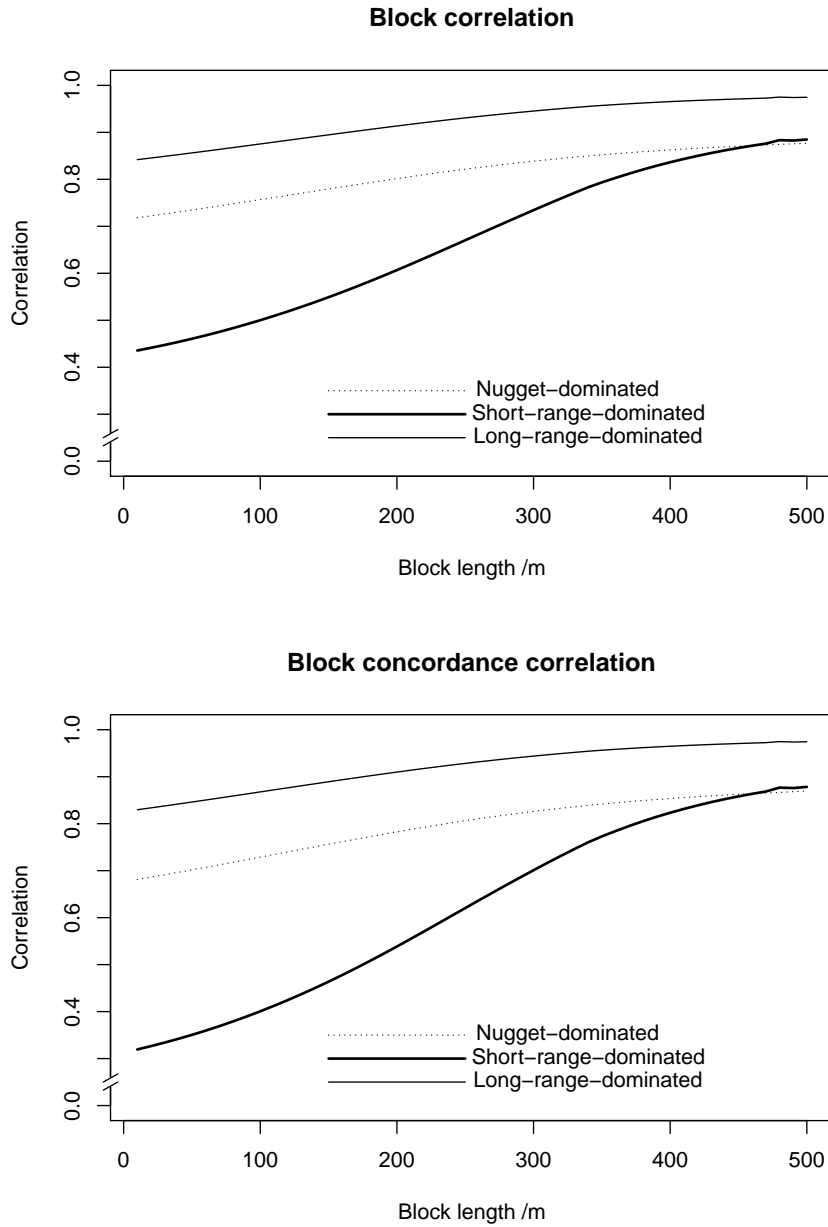 Block correlation
1.0
0.8
0.6
0.4
0.0
Correlation
Nugget−dominated
Short−range−dominated
Long−range−dominated
0 100 200 300 400 500
Block length /m
Block concordance correlation
1.0
0.8
0.6
0.4
0.0
Correlation
Nugget−dominated
Short−range−dominated
Long−range−dominated
0 100 200 300 400 500
Block length /m